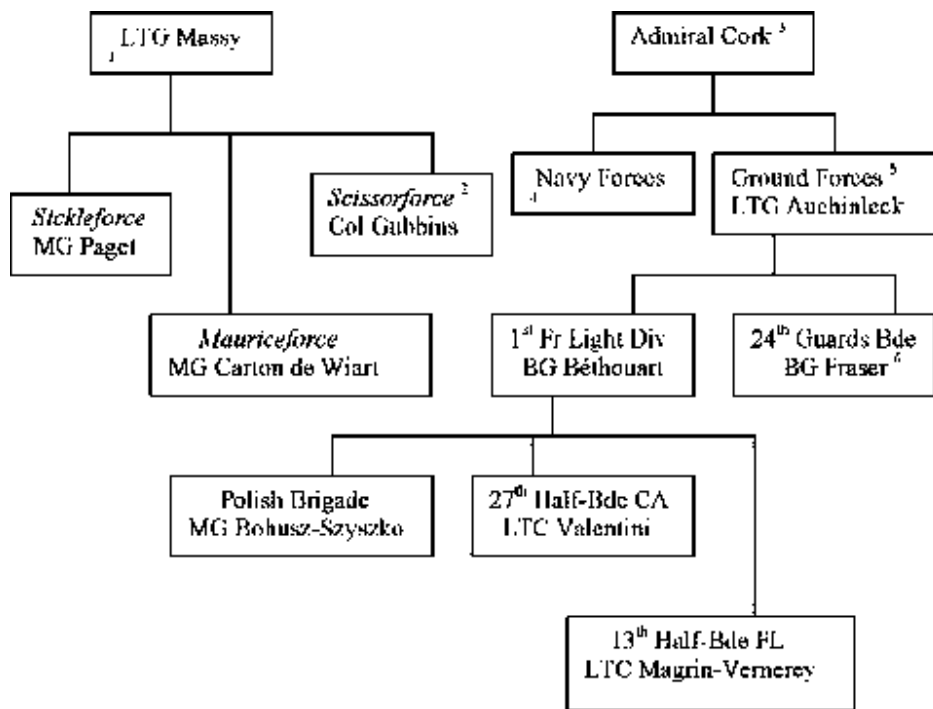 LTG Massy
1
Admiral Cork 3
Navy Forces
4
Ground Forces 5
LTG Auchinleck
Sickleforce
MG Paget
Scissorforce 2
Col Gubbins
Mauriceforce
MG Carton de Wiart
1st Fr Light Div
BG Béthouart
24th Guards Bde
BG Fraser 6
Polish Brigade
MG Bohusz-Szyszko
27th Half-Bde CA
LTC Valentini
13th Half-Bde FL
LTC Magrin-Vernerey